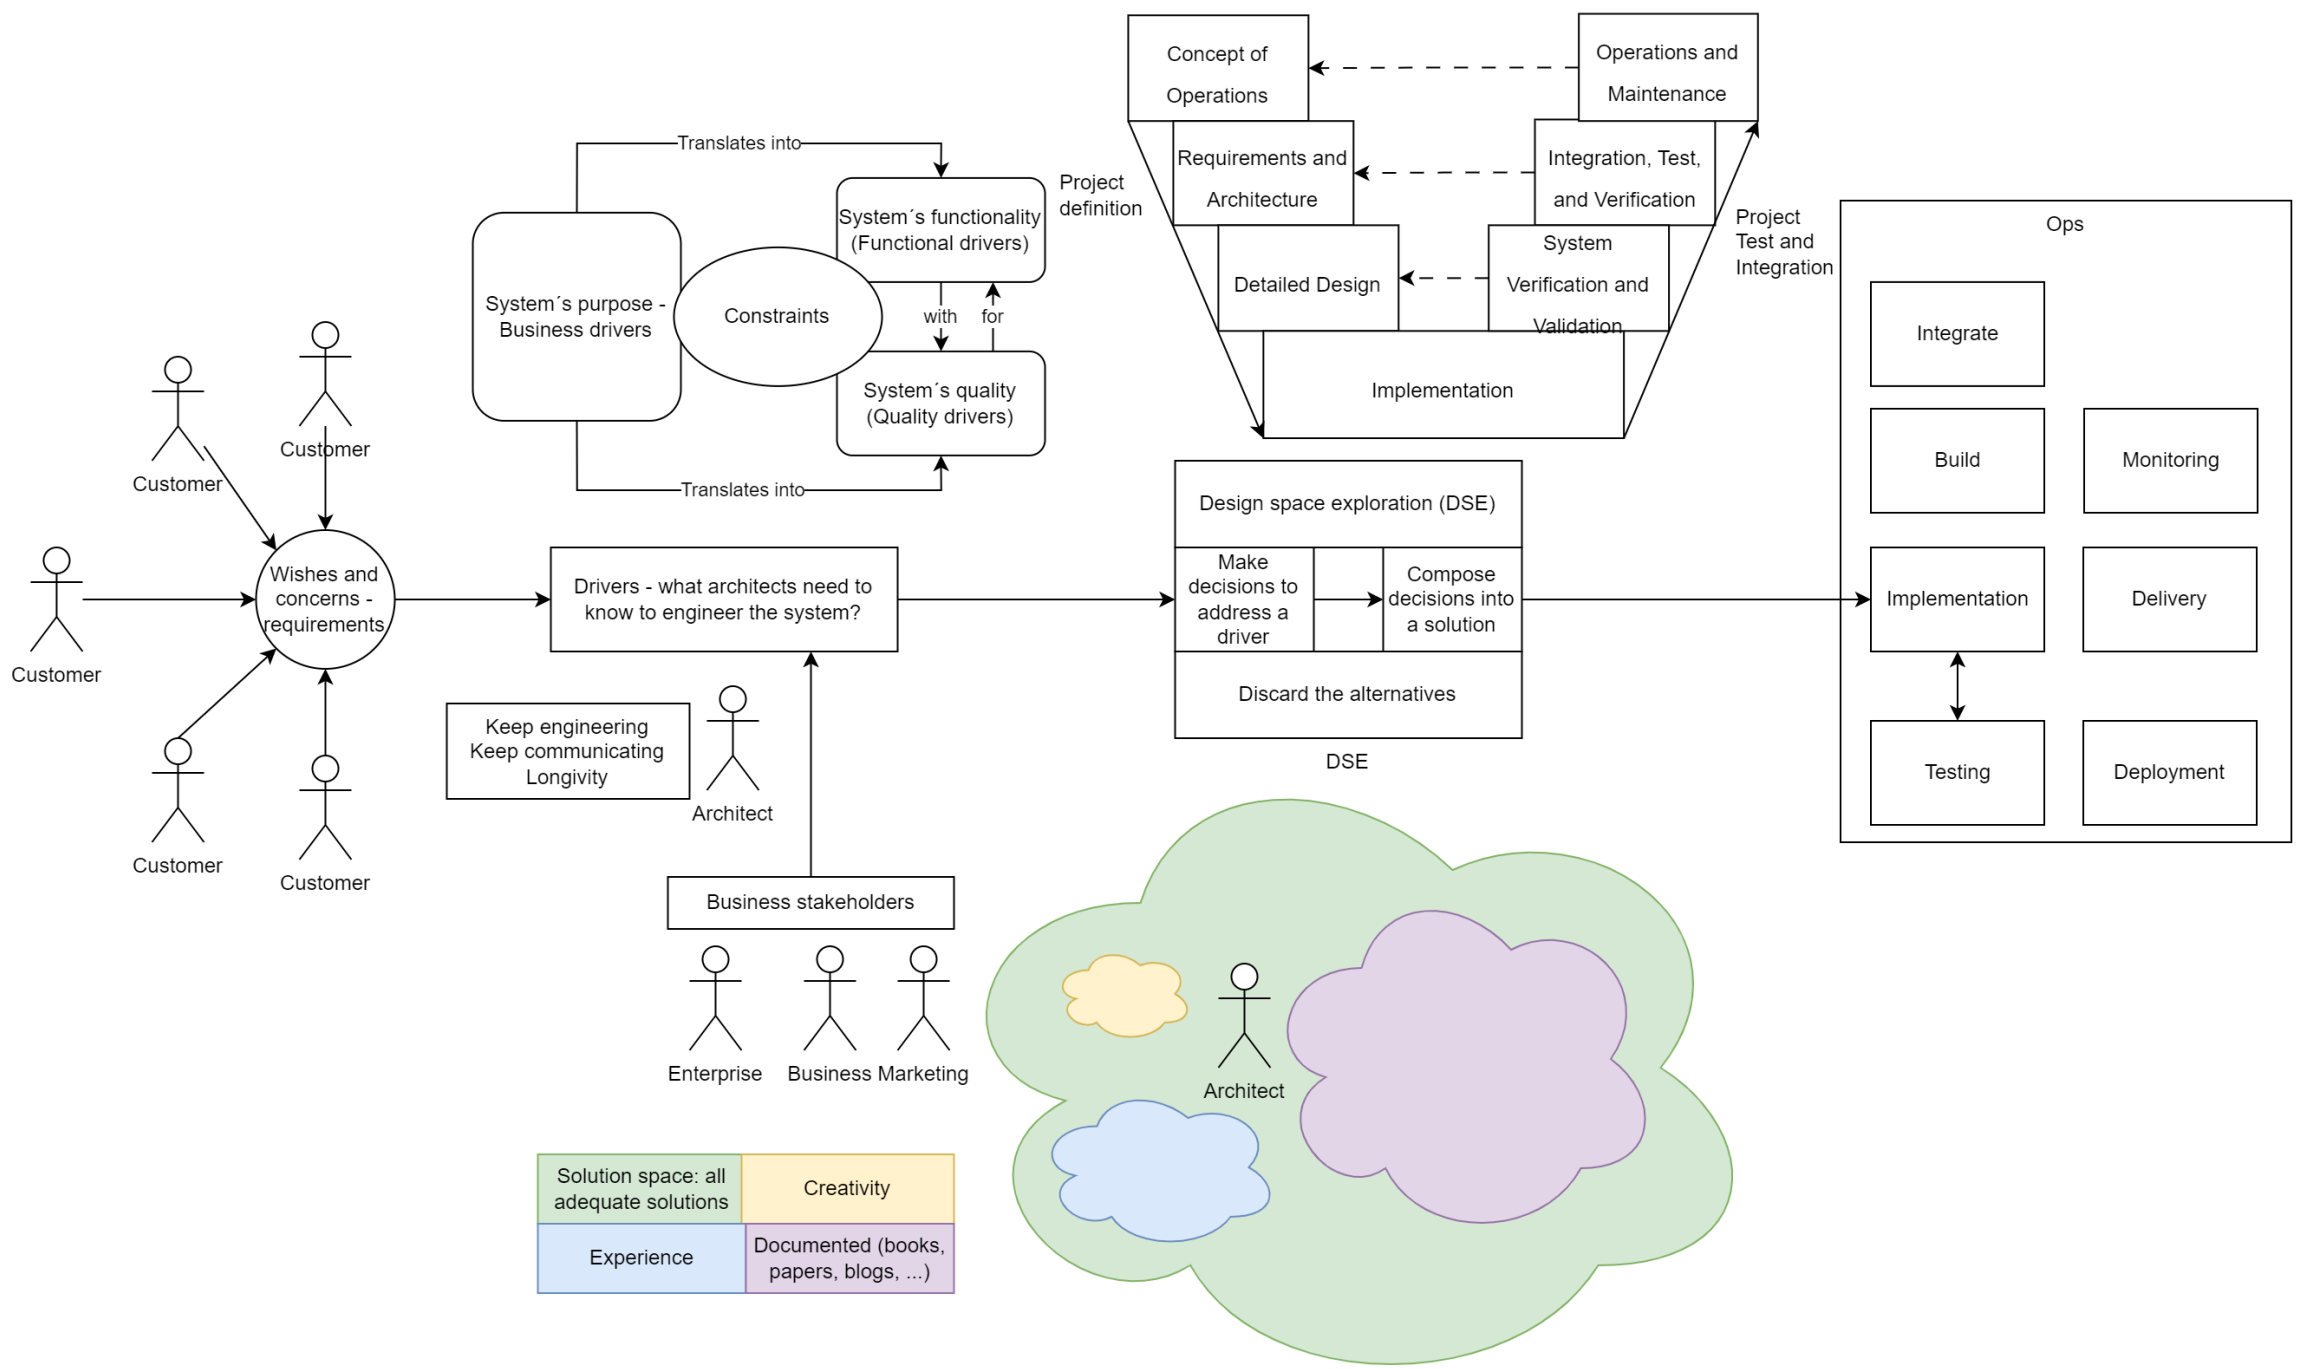 Customer
Customer
Customer
Customer
Customer
Wishes and
concerns -
requirements
Translates into
System´s purpose -
Business drivers
Constraints
System´s functionality
(Functional drivers)
with
for
System´s quality
(Quality drivers)
Translates into
Project
definition
Concept of
Operations
Operations and
Maintenance
Requirements and
Architecture
Integration, Test,
and Verification
Detailed Design
System
Verification and
Validation
Implementation
Project
Test and
Integration
Drivers - what architects need to
know to engineer the system?
Keep engineering
Keep communicating
Longivity
Architect
Business stakeholders
Enterprise
Business
Marketing
Design space exploration (DSE)
Make
decisions to
address a
driver
Compose
decisions into
a solution
Discard the alternatives
DSE
Ops
Integrate
Build
Monitoring
Implementation
Delivery
Testing
Deployment
Architect
Solution space: all
adequate solutions
Creativity
Experience
Documented (books,
papers, blogs, ...)